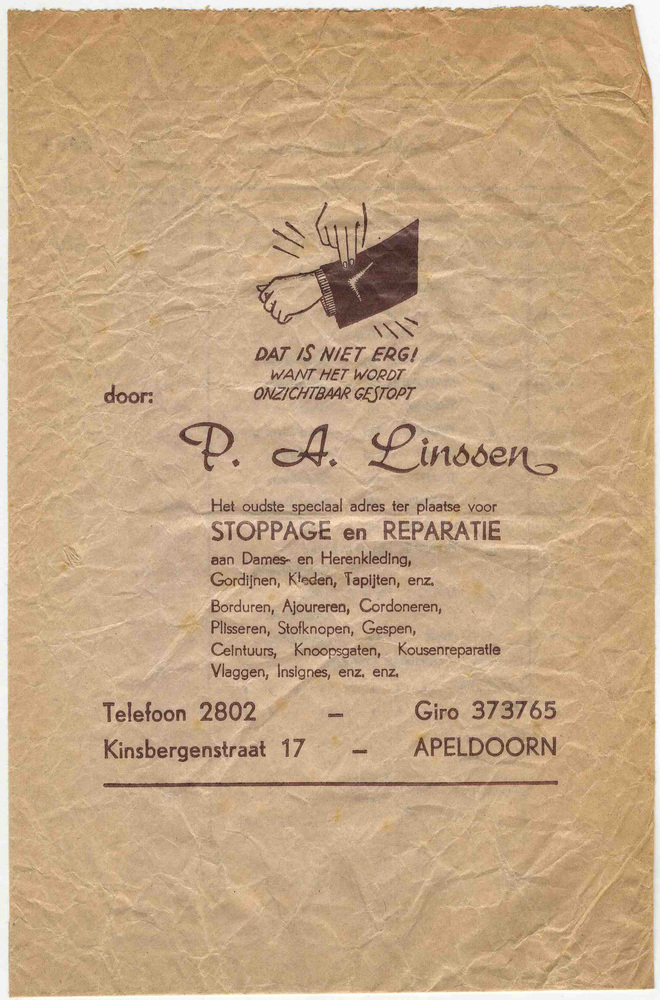 DAT IS NIET ERG!
WANT HET WORDT
ONZICHTBAAR GESTOPT
door:
P. A. Linssen
Het oudste speciaal adres ter plaatse voor
STOPPAGE en REPARATIE
aan Dames- en Herenkleding,
Gordijnen, Kleden, Tapijten, enz.
Borduren, Ajoureren, Cordoneren,
Plisseren, Stofknopen, Gespen,
Ceintuurs, Knoopsgaten, Kousenreparatie
Vlaggen, Insignes, enz. enz.
Telefoon 2802 – Giro 373765
Kinsbergenstraat 17 – APELDOORN